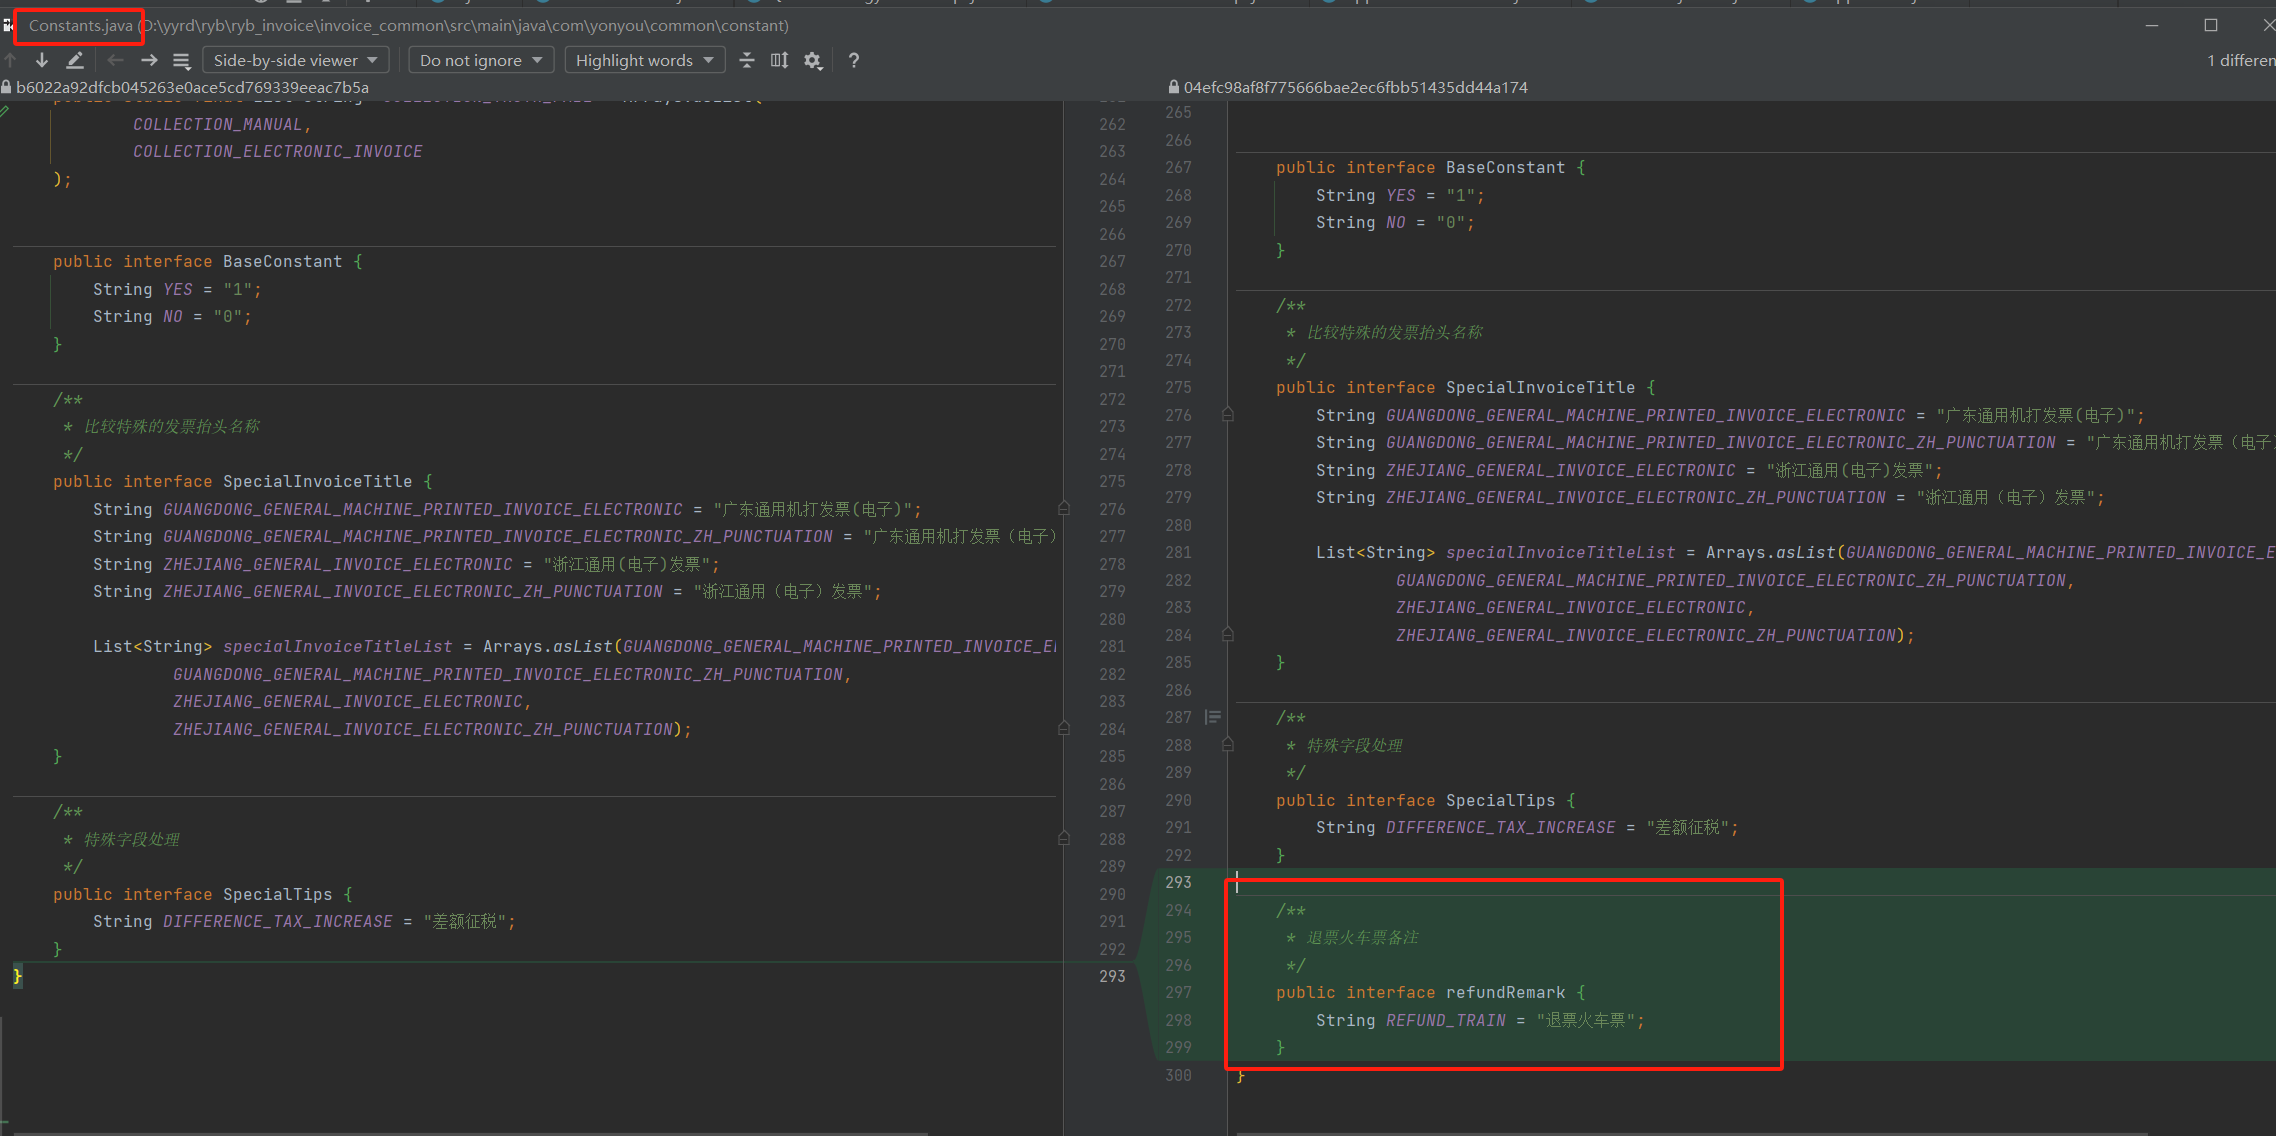 Constants.java (D:\yyrd\ryb\ryb_invoice\invoice_common\src\main\java\com\yonyou\common\constant)
Side-by-side viewer
Do not ignore
Highlight words
?
1 differen
b6022a92dfcb045263e0ace5cd769339eeac7b5a
04efc98af8f775666bae2ec6fbb51435dd44a174
262 COLLECTION_MANUAL,
263 COLLECTION_ELECTRONIC_INVOICE
264 );
265
266
267 public interface BaseConstant {
268 String YES = "1";
269 String NO = "0";
270 }
271
272 /**
273 * 比较特殊的发票抬头名称
274 */
275 public interface SpecialInvoiceTitle {
276 String GUANGDONG_GENERAL_MACHINE_PRINTED_INVOICE_ELECTRONIC = "广东通用机打发票(电子)";
277 String GUANGDONG_GENERAL_MACHINE_PRINTED_INVOICE_ELECTRONIC_ZH_PUNCTUATION = "广东通用机打发票（电子）
278 String ZHEJIANG_GENERAL_INVOICE_ELECTRONIC = "浙江通用(电子)发票";
279 String ZHEJIANG_GENERAL_INVOICE_ELECTRONIC_ZH_PUNCTUATION = "浙江通用（电子）发票";
280
281 List<String> specialInvoiceTitleList = Arrays.asList(GUANGDONG_GENERAL_MACHINE_PRINTED_INVOICE_E
282 GUANGDONG_GENERAL_MACHINE_PRINTED_INVOICE_ELECTRONIC_ZH_PUNCTUATION,
283 ZHEJIANG_GENERAL_INVOICE_ELECTRONIC,
284 ZHEJIANG_GENERAL_INVOICE_ELECTRONIC_ZH_PUNCTUATION);
285 }
286
287 /**
288 * 特殊字段处理
289 */
290 public interface SpecialTips {
291 String DIFFERENCE_TAX_INCREASE = "差额征税";
292 }
293 }
265
266
267 public interface BaseConstant {
268 String YES = "1";
269 String NO = "0";
270 }
271
272 /**
273 * 比较特殊的发票抬头名称
274 */
275 public interface SpecialInvoiceTitle {
276 String GUANGDONG_GENERAL_MACHINE_PRINTED_INVOICE_ELECTRONIC = "广东通用机打发票(电子)";
277 String GUANGDONG_GENERAL_MACHINE_PRINTED_INVOICE_ELECTRONIC_ZH_PUNCTUATION = "广东通用机打发票（电子
278 String ZHEJIANG_GENERAL_INVOICE_ELECTRONIC = "浙江通用(电子)发票";
279 String ZHEJIANG_GENERAL_INVOICE_ELECTRONIC_ZH_PUNCTUATION = "浙江通用（电子）发票";
280
281 List<String> specialInvoiceTitleList = Arrays.asList(GUANGDONG_GENERAL_MACHINE_PRINTED_INVOICE_E
282 GUANGDONG_GENERAL_MACHINE_PRINTED_INVOICE_ELECTRONIC_ZH_PUNCTUATION,
283 ZHEJIANG_GENERAL_INVOICE_ELECTRONIC,
284 ZHEJIANG_GENERAL_INVOICE_ELECTRONIC_ZH_PUNCTUATION);
285 }
286
287 /**
288 * 特殊字段处理
289 */
290 public interface SpecialTips {
291 String DIFFERENCE_TAX_INCREASE = "差额征税";
292 }
293
294 /**
295 * 退票火车票备注
296 */
297 public interface refundRemark {
298 String REFUND_TRAIN = "退票火车票";
299 }
300 }